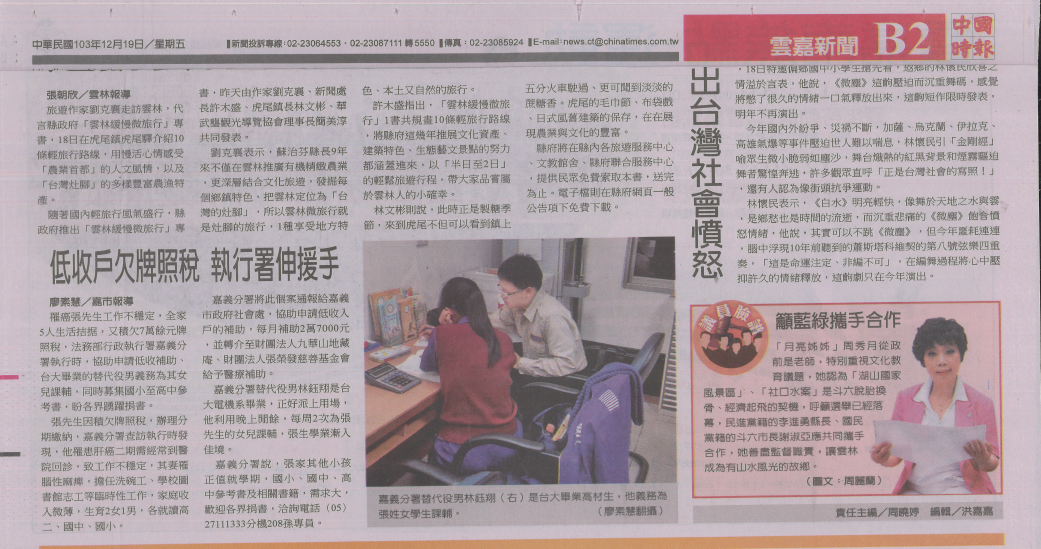 中華民國103年12月19日／星期五
▌新聞投訴專線:02-23064553・02-23087111 轉5550 ▌傳真：02-23085924 ▌E-mail:news.ct@chinatimes.com.tw
雲嘉新聞 B2
中國
時報
張朝欣／雲林報導
旅遊作家劉克襄走訪雲林，代
言縣政府「雲林緩慢微旅行」專
書，18日在虎尾鎮虎尾驛介紹10
條輕旅行路線，用慢活心情感受
「農業首都」的人文風情，以及
「台灣灶腳」的多樣豐富農漁特
產。
隨著國內輕旅行風氣盛行，縣
政府推出「雲林緩慢微旅行」專
書，昨天由作家劉克襄、縣府農業處
長許木盛、虎尾鎮長林文彬、華
武壟觀光導覽協會理事長簡美淳
共同發表。
劉克襄表示，蘇治芬縣長9年
來不僅在雲林推廣有機精緻農業
，更深層結合文化旅遊，發掘每
個鄉鎮特色，把雲林定位為「台
灣的灶腳」，所以雲林微旅行就
是灶腳的旅行，1種享受地方特
色、本土又自然的旅行。
許木盛指出，「雲林緩慢微旅
行」1書共規畫10條輕旅行路線
，將縣府這幾年推展文化資產、
建築特色、生態藝文景點的努力
都涵蓋進來，以「半日至2日」
的輕鬆旅遊行程，帶大家品嘗屬
於雲林人的小確幸。
林文彬則說，此時正是製糖季
節，來到虎尾不但可以看到鎮上
五分火車駛過，更可聞到淡淡的
蔗糖香。虎尾的毛巾節、布袋戲
、日式風舊建築的保存，在在展
現農業與文化的豐富。
縣府將在縣內各旅遊服務中心
、文教館舍、縣府聯合服務中心
，提供民眾免費索取本書，送完
為止。電子檔則在縣府網頁一般
公告項下免費下載。
出台灣社會憤怒
，18日特邀偏鄉國中小學生搶先看，返鄉的林懷民欣喜之
情溢於言表，他說，《微塵》這齣壓迫而沉重舞碼，感覺
將憋了很久的情緒一口氣釋放出來，這齣短作限時發表，
明年不再演出。
今年國內外紛爭、災禍不斷，加薩、烏克蘭、伊拉克、
高雄氣爆等事件壓迫世人難以喘息，林懷民引「金剛經」
喻眾生微小脆弱如塵沙，舞台熾熱的紅黑背景和煙霧驅迫
舞者驚惶奔逃，許多觀眾直呼「正是台灣社會的寫照！」
，還有人認為像街頭抗爭運動。
林懷民表示，《白水》明亮輕快，像舞於天地之水與雲
，是鄉愁也是時間的流逝，而沉重悲痛的《微塵》飽含憤
怒情緒，他說，其實可以不跳《微塵》，但今年噩耗連連
，腦中浮現10年前聽到的蕭斯塔科維契的第八號弦樂四重
奏，「這是命運注定、非編不可」，在編舞過程將心中壓
抑許久的情緒釋放，這齣劇只在今年演出。
低收戶欠牌照稅 執行署伸援手
廖素慧／嘉市報導
罹癌張先生工作不穩定，全家
5人生活拮据，又積欠7萬餘元牌
照稅，法務部行政執行署嘉義分
署執行時，協助申請低收補助、
台大畢業的替代役男義務為其女
兒課輔，同時募集國小至高中參
考書，盼各界踴躍捐書。
張先生因積欠牌照稅，辦理分
期繳納，嘉義分署查訪執行時發
現，他罹患肝癌二期需經常到醫
院回診，致工作不穩定，其妻罹
腦性麻痺，擔任洗碗工、學校圖
書館志工等臨時性工作，家庭收
入微薄，生育2女1男，各就讀高
二、國中、國小。
嘉義分署將此個案通報給嘉義
市政府社會處，協助申請低收入
戶的補助，每月補助2萬7000元
，並轉介至財團法人九華山地藏
庵、財團法人張榮發慈善基金會
給予醫療補助。
嘉義分署替代役男林鈺翔是台
大電機系畢業，正好派上用場，
他利用晚上閒餘，每周2次為張
先生的女兒課輔，張生學業漸入
佳境。
嘉義分署說，張家其他小孩
正值就學期，國小、國中、高
中參考書及相關書籍，需求大，
歡迎各界捐書，洽詢電話（05）
27111333分機208孫專員。
嘉義分署替代役男林鈺翔（右）是台大畢業高材生，他義務為
張姓女學生課輔。
（廖素慧翻攝）
議員臉譜
籲藍綠攜手合作
「月亮姊姊」周秀月從政
前是老師，特別重視文化教
育議題，她認為「湖山國家
風景區」、「社口水案」是斗六脫胎換
骨、經濟起飛的契機，呼籲選舉已經落
幕，民進黨籍的李進勇縣長、國民
黨籍的斗六市長謝淑亞應共同攜手
合作，她善盡監督職責，讓雲林
成為有山水風光的故鄉。
（圖文：周麗蘭）
責任主編／周曉婷 編輯／洪嘉嘉